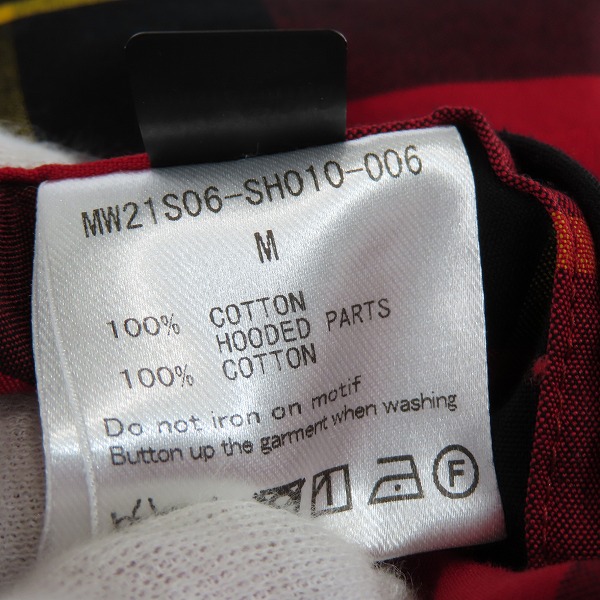 MW21S06-SH010-006
M
100% COTTON
HOODED PARTS
100% COTTON
Do not iron on motif
Button up the garment when washing
F